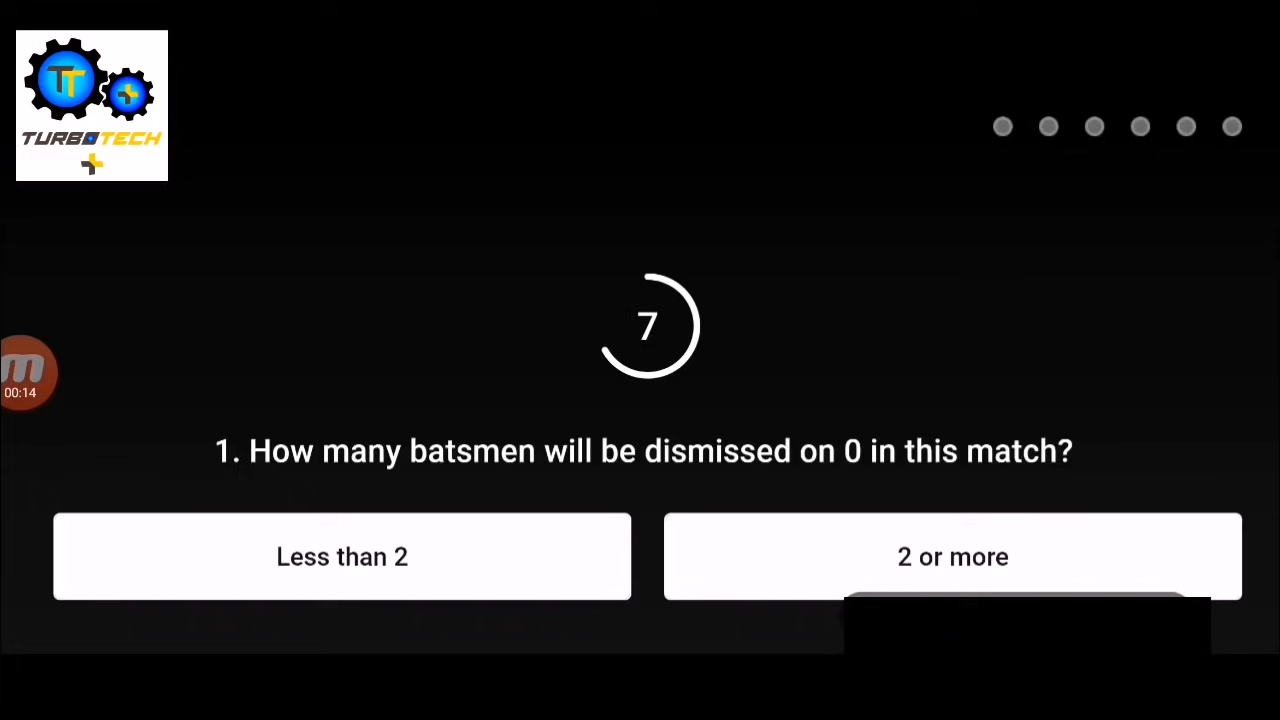 TT
TURBOTECH
7
m
00:14
1. How many batsmen will be dismissed on 0 in this match?
Less than 2
2 or more